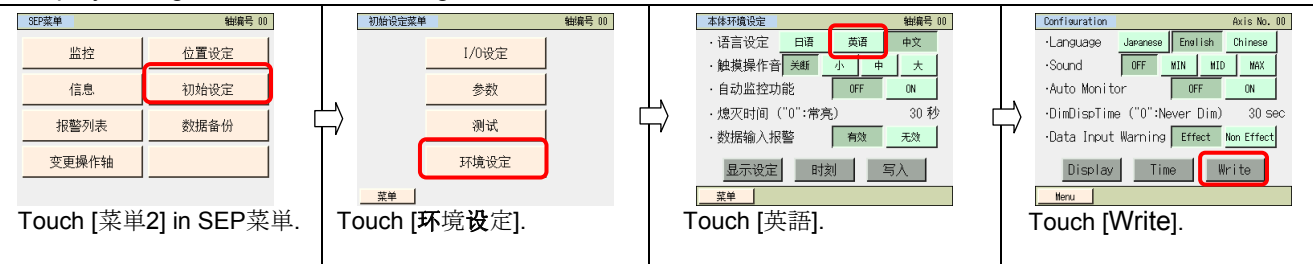 SEP菜单 轴编号 00
监控 位置设定
信息 初始设定
报警列表 数据备份
变更操作轴
Touch [菜单2] in SEP菜単.
初始设定菜单 轴编号 00
I/O设定
参数
测试
环境设定
菜单
Touch [环境设定].
本体环境设定 轴编号 00
·语言设定 日语 英语 中文
·触摸操作音 关断 小 中 大
·自动监控功能 OFF ON
·熄灭时间 ("0":常亮) 30 秒
·数据输入报警 有效 无效
显示设定 时刻 写入
菜单
Touch [英語].
Configuration Axis No. 00
·Language Japanese English Chinese
·Sound OFF MIN MID MAX
·Auto Monitor OFF ON
·DimDispTime ("0":Never Dim) 30 sec
·Data Input Warning Effect Non Effect
Display Time Write
Menu
Touch [Write].